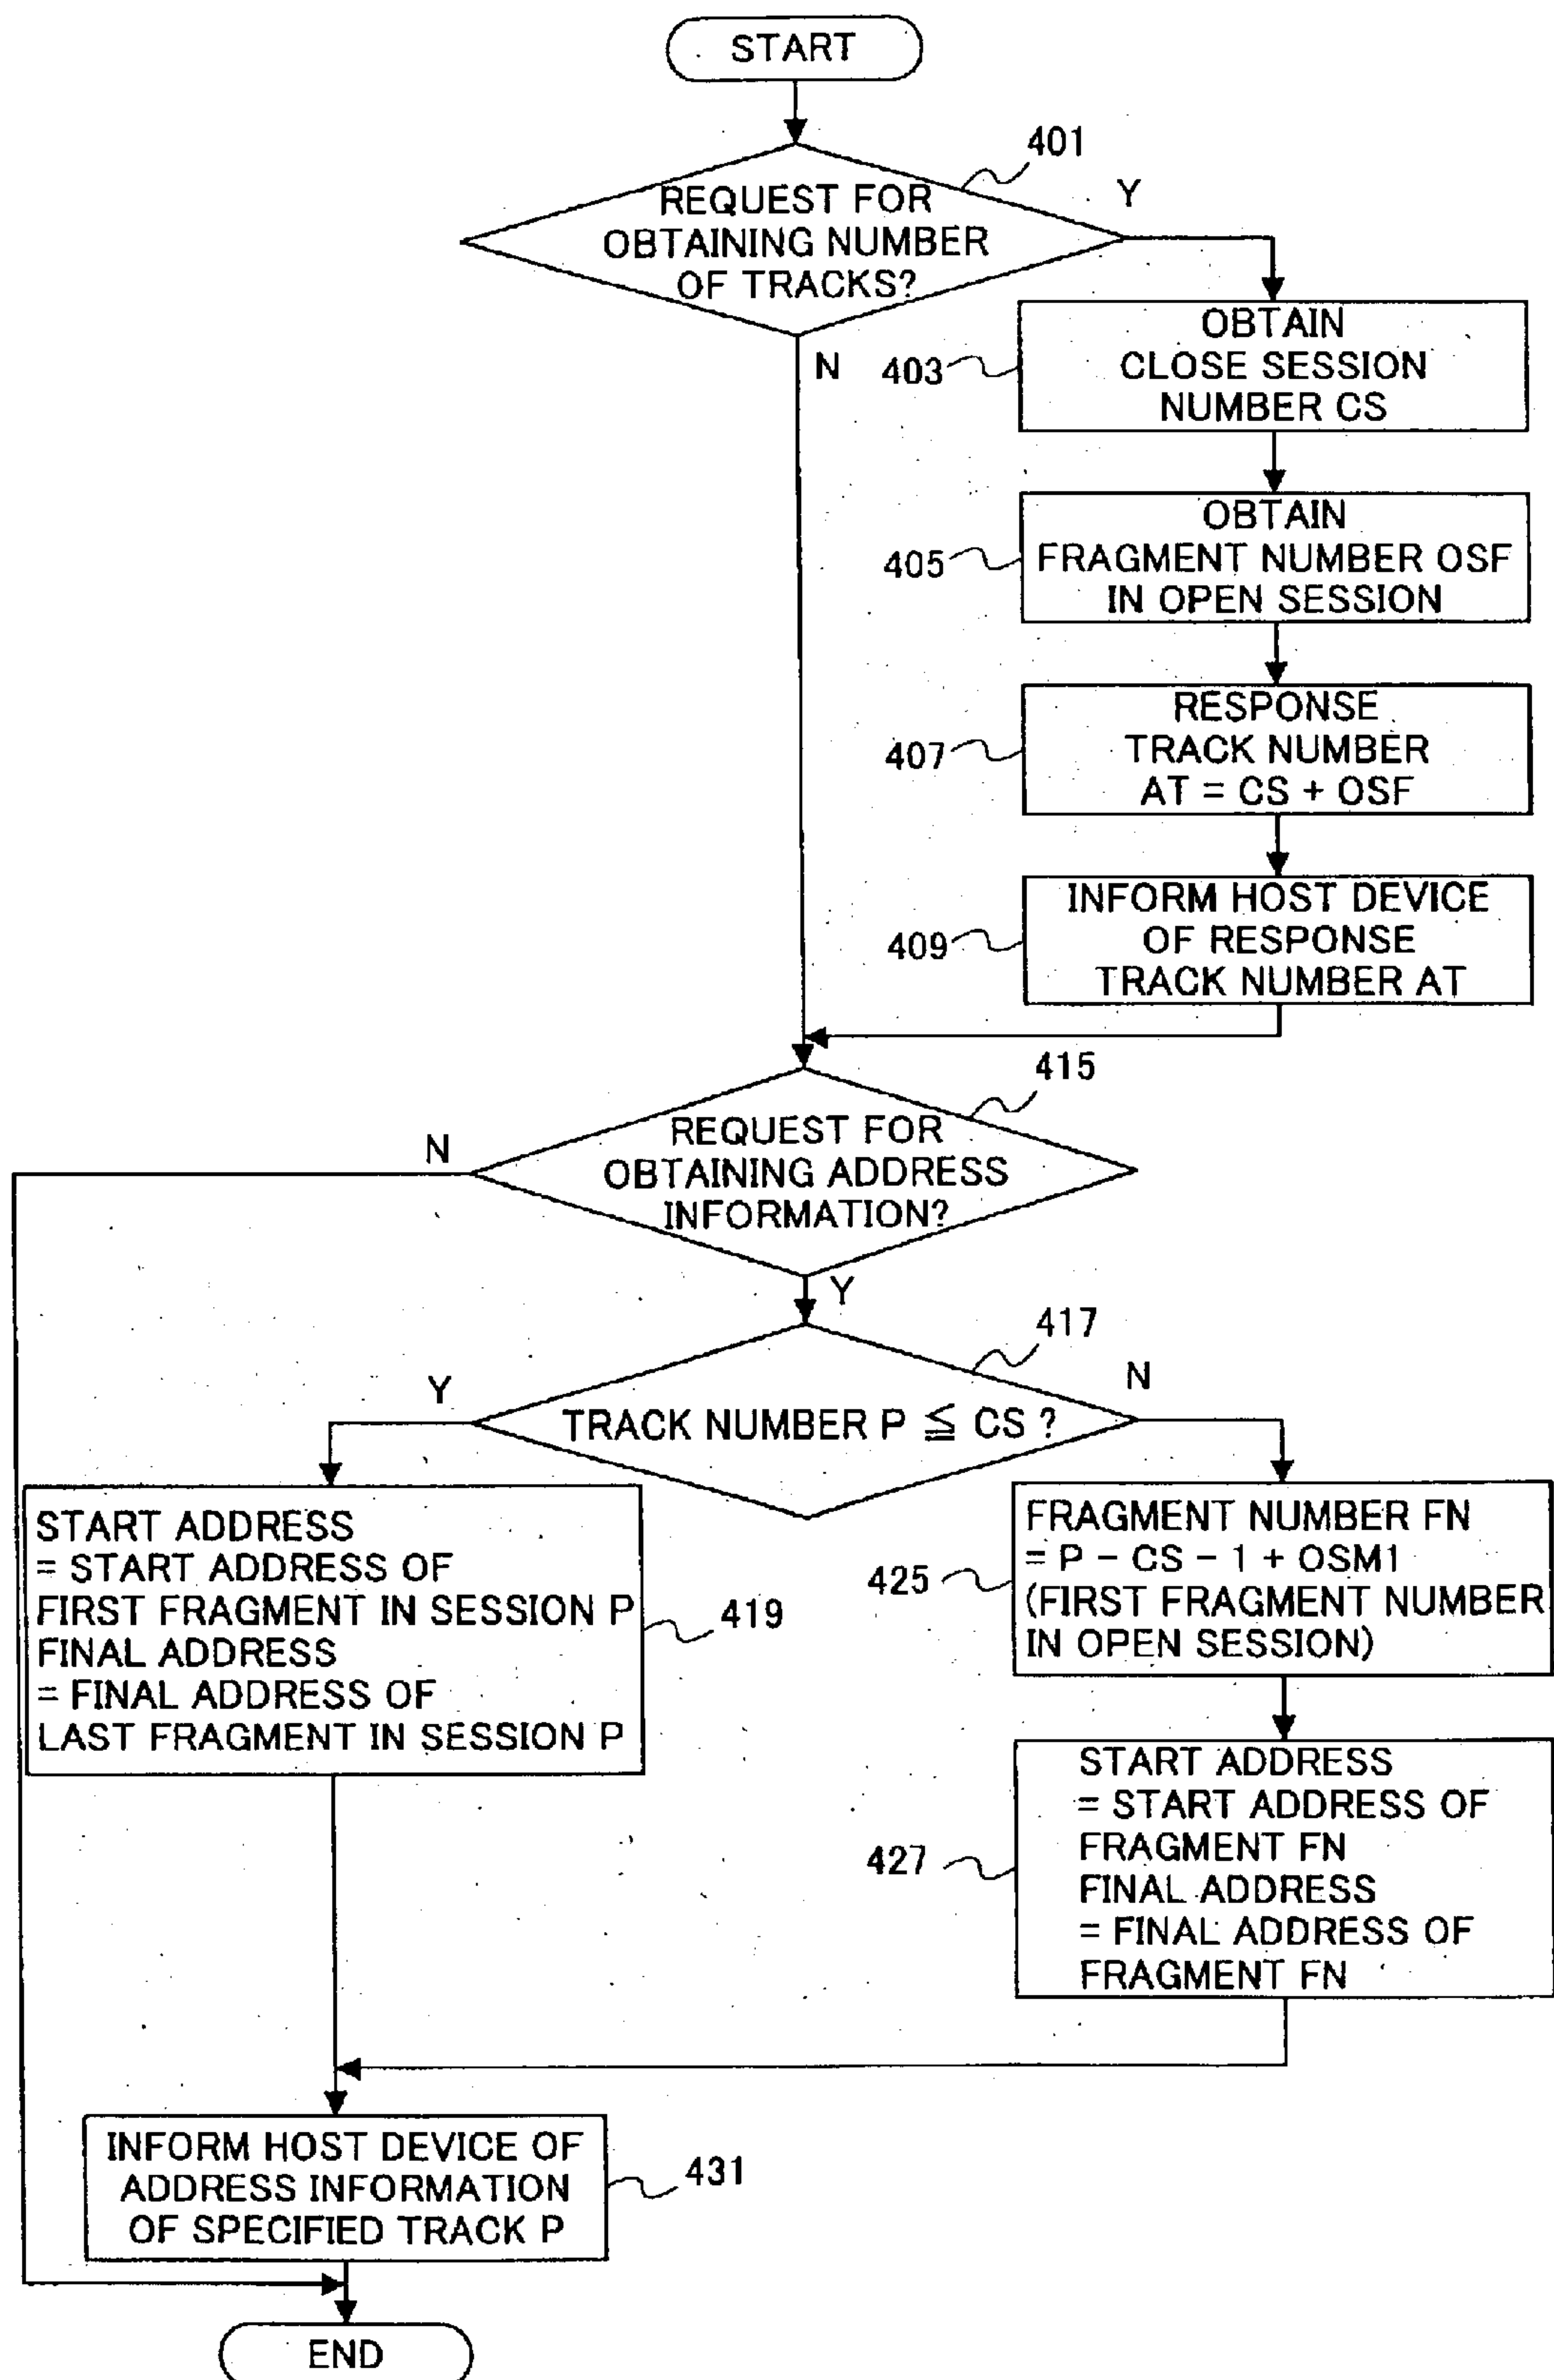 START
401
REQUEST FOR
OBTAINING NUMBER
OF TRACKS?
Y
N
403
OBTAIN
CLOSE SESSION
NUMBER CS
405
OBTAIN
FRAGMENT NUMBER OSF
IN OPEN SESSION
407
RESPONSE
TRACK NUMBER
AT = CS + OSF
409
INFORM HOST DEVICE
OF RESPONSE
TRACK NUMBER AT
415
REQUEST FOR
OBTAINING ADDRESS
INFORMATION?
N
Y
417
TRACK NUMBER P ≦ CS ?
Y
N
START ADDRESS
= START ADDRESS OF
FIRST FRAGMENT IN SESSION P
FINAL ADDRESS
= FINAL ADDRESS OF
LAST FRAGMENT IN SESSION P
419
425
FRAGMENT NUMBER FN
= P - CS - 1 + OSM1
(FIRST FRAGMENT NUMBER
IN OPEN SESSION)
427
START ADDRESS
= START ADDRESS OF
FRAGMENT FN
FINAL ADDRESS
= FINAL ADDRESS OF
FRAGMENT FN
INFORM HOST DEVICE OF
ADDRESS INFORMATION
OF SPECIFIED TRACK P
431
END